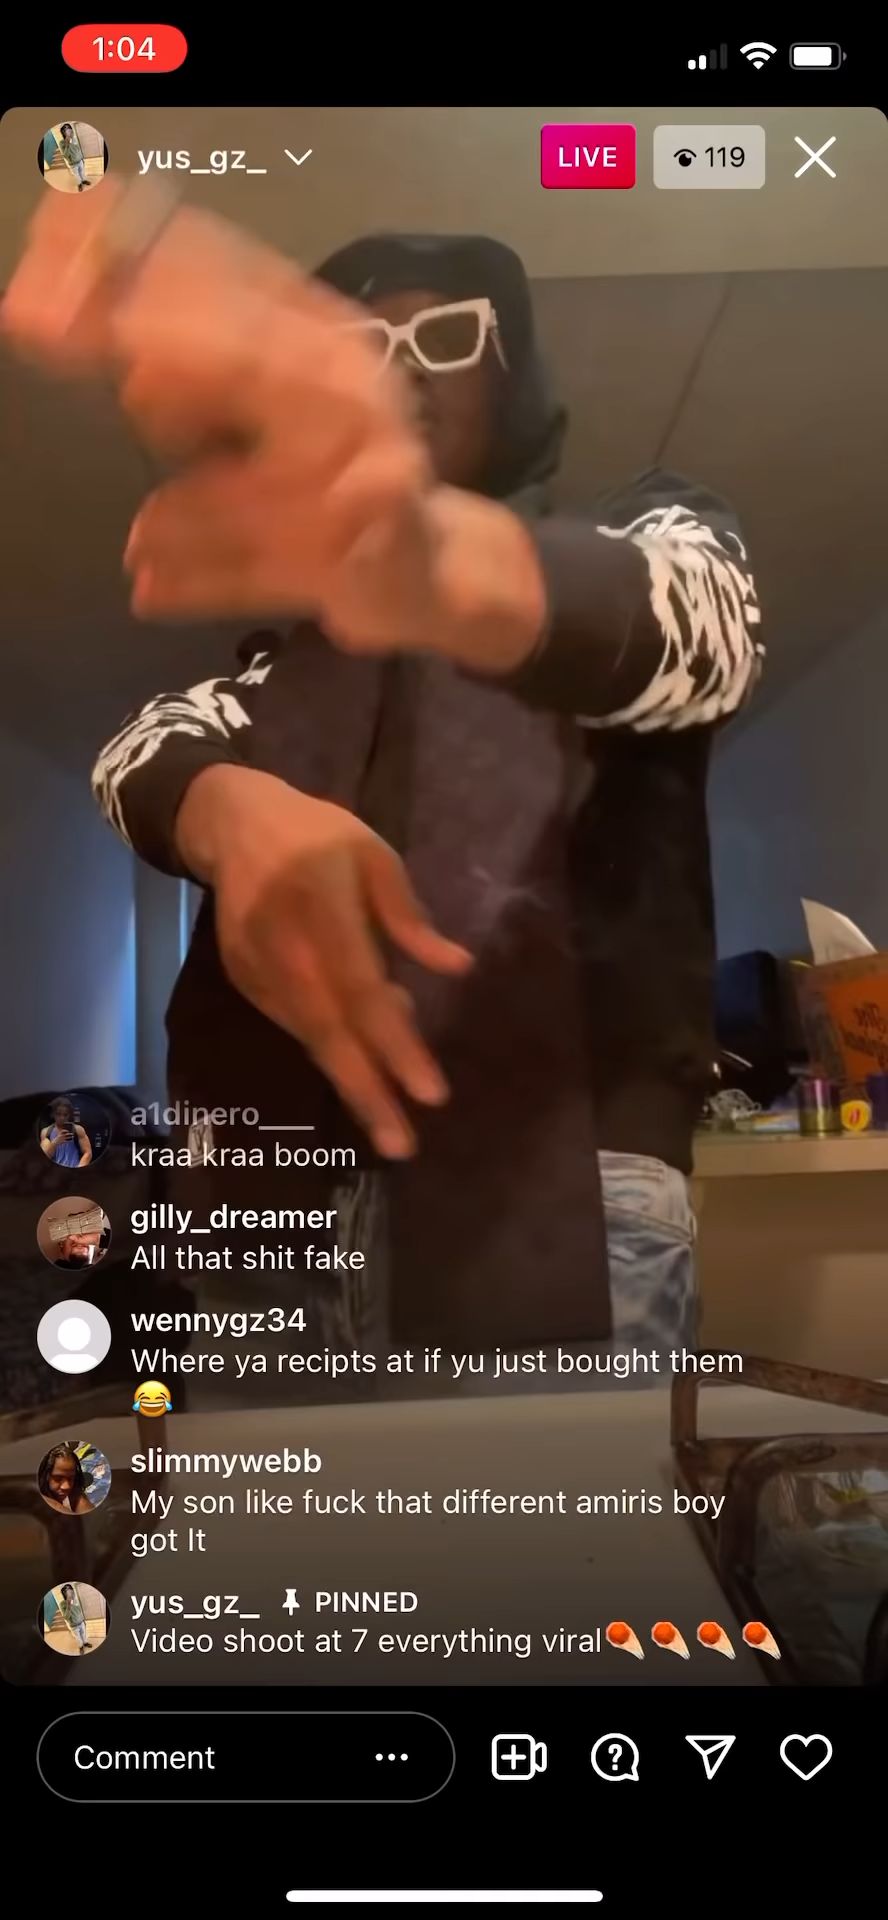 1:04
yus_gz_
LIVE
119
a1dinero___
kraa kraa boom
gilly_dreamer
All that shit fake
wennygz34
Where ya recipts at if yu just bought them
😂
slimmywebb
My son like fuck that different amiris boy
got It
yus_gz_ PINNED
Video shoot at 7 everything viral
Comment